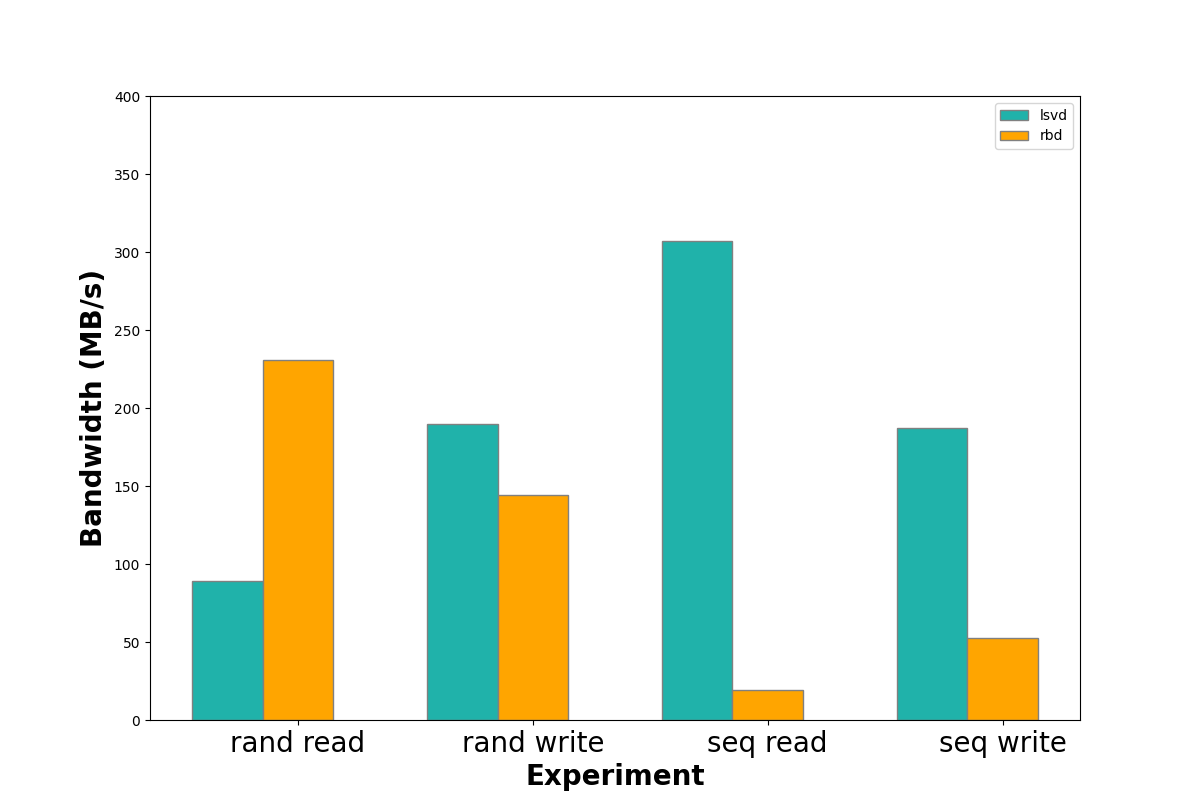 400
350
300
250
200
150
100
50
0
Bandwidth (MB/s)
lsvd
rbd
rand read
rand write
seq read
seq write
Experiment